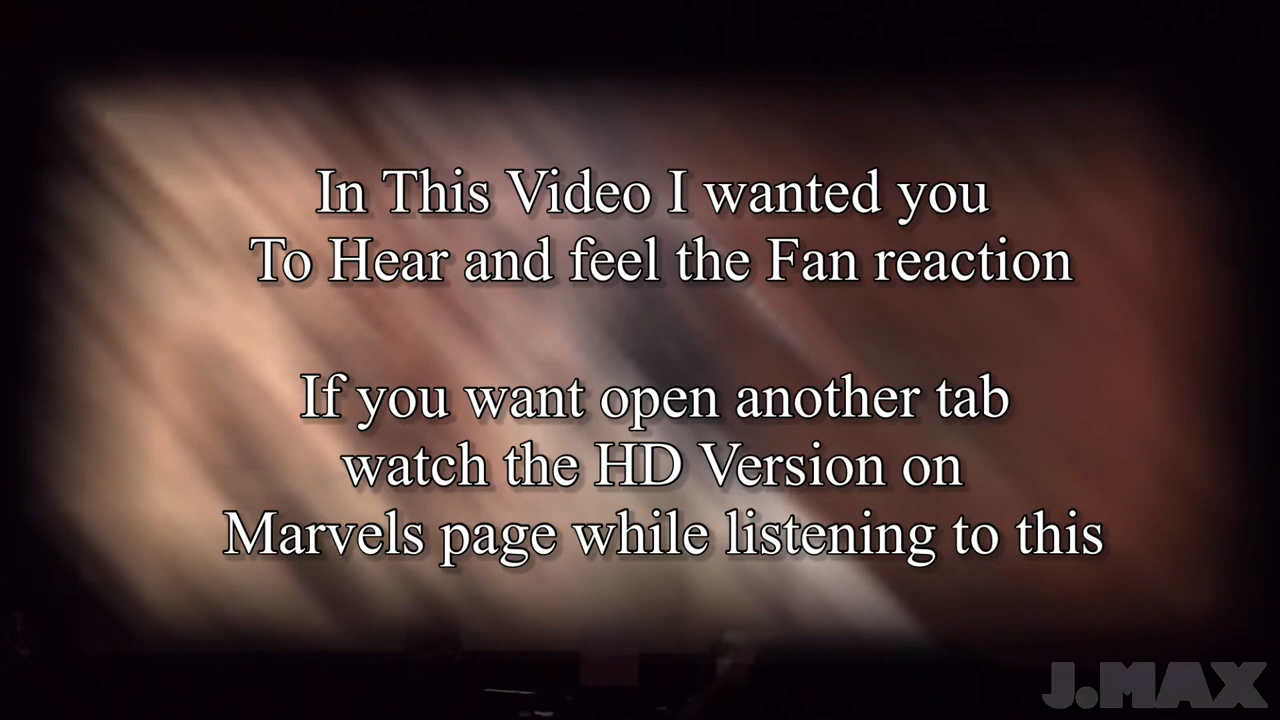 In This Video I wanted you
To Hear and feel the Fan reaction
If you want open another tab
watch the HD Version on
Marvels page while listening to this
J.MAX